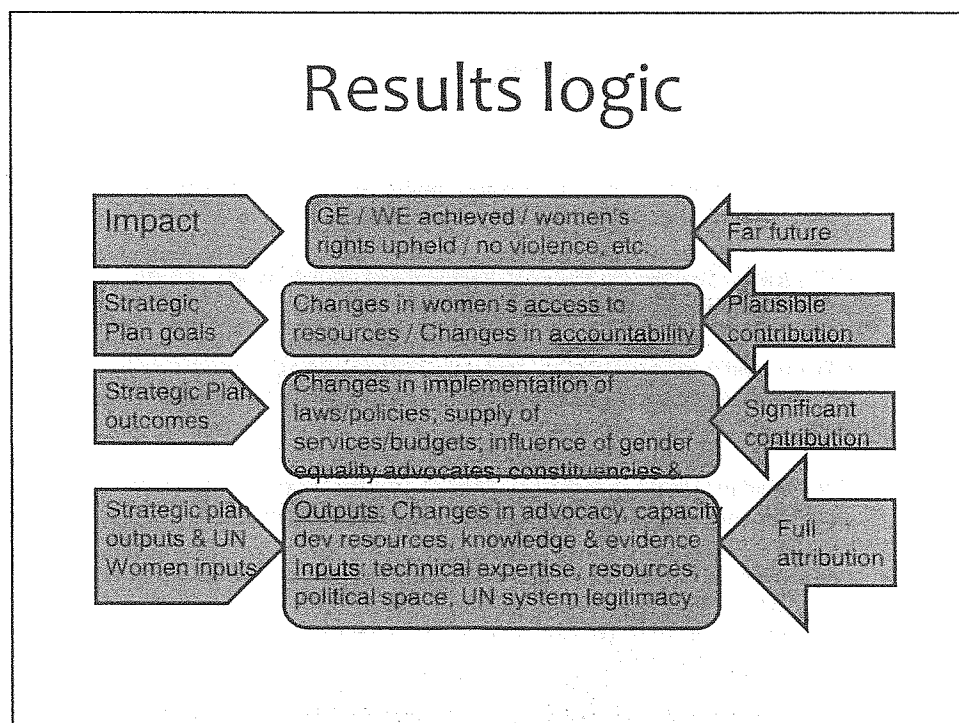 Results logic
Impact
GE / WE achieved / women's
rights upheld / no violence, etc.
Far future
Strategic
Plan goals
Changes in women's access to
resources / Changes in accountability
Plausible
contribution
Strategic Plan
outcomes
Changes in implementation of
laws/policies; supply of
services/budgets; influence of gender
equality advocates; constituencies &
Significant
contribution
Strategic plan
outputs & UN
Women inputs
Outputs: Changes in advocacy, capacity
dev resources, knowledge & evidence
Inputs: technical expertise, resources,
political space, UN system legitimacy
Full
attribution